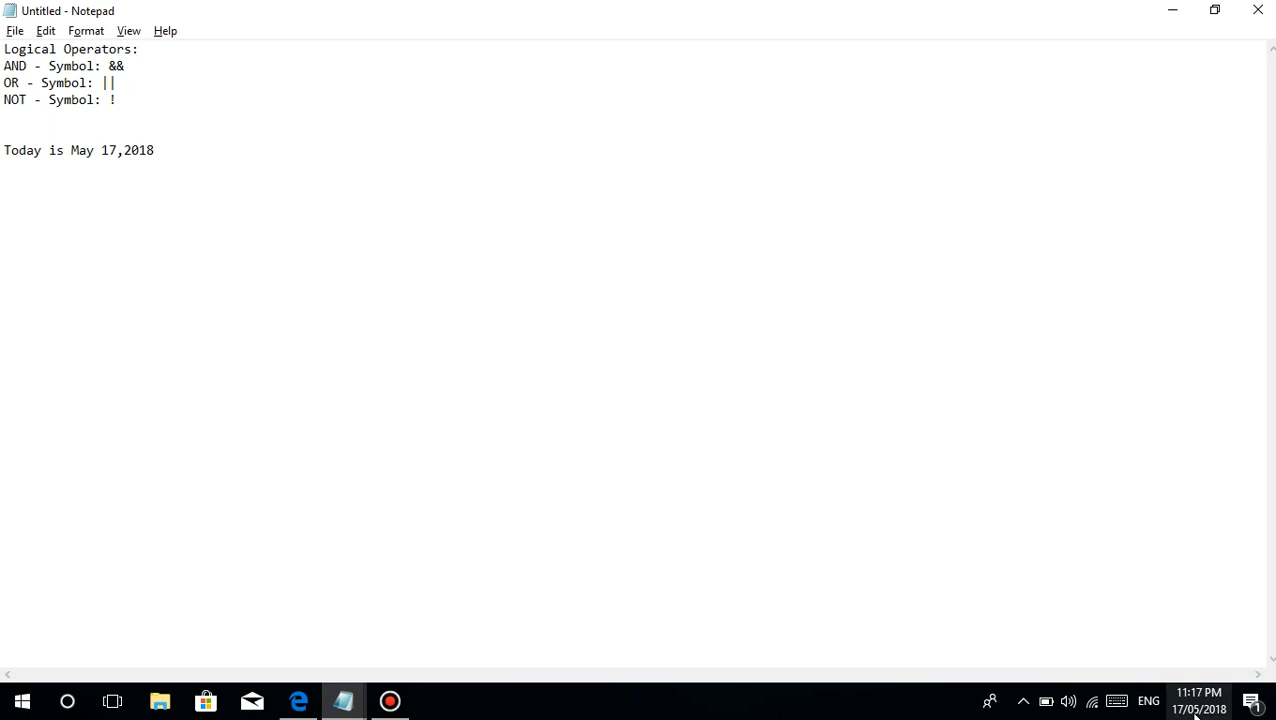 Untitled - Notepad
File Edit Format View Help
Logical Operators:
AND - Symbol: &&
OR - Symbol: ||
NOT - Symbol: !
Today is May 17,2018
ENG
11:17 PM
17/05/2018
1